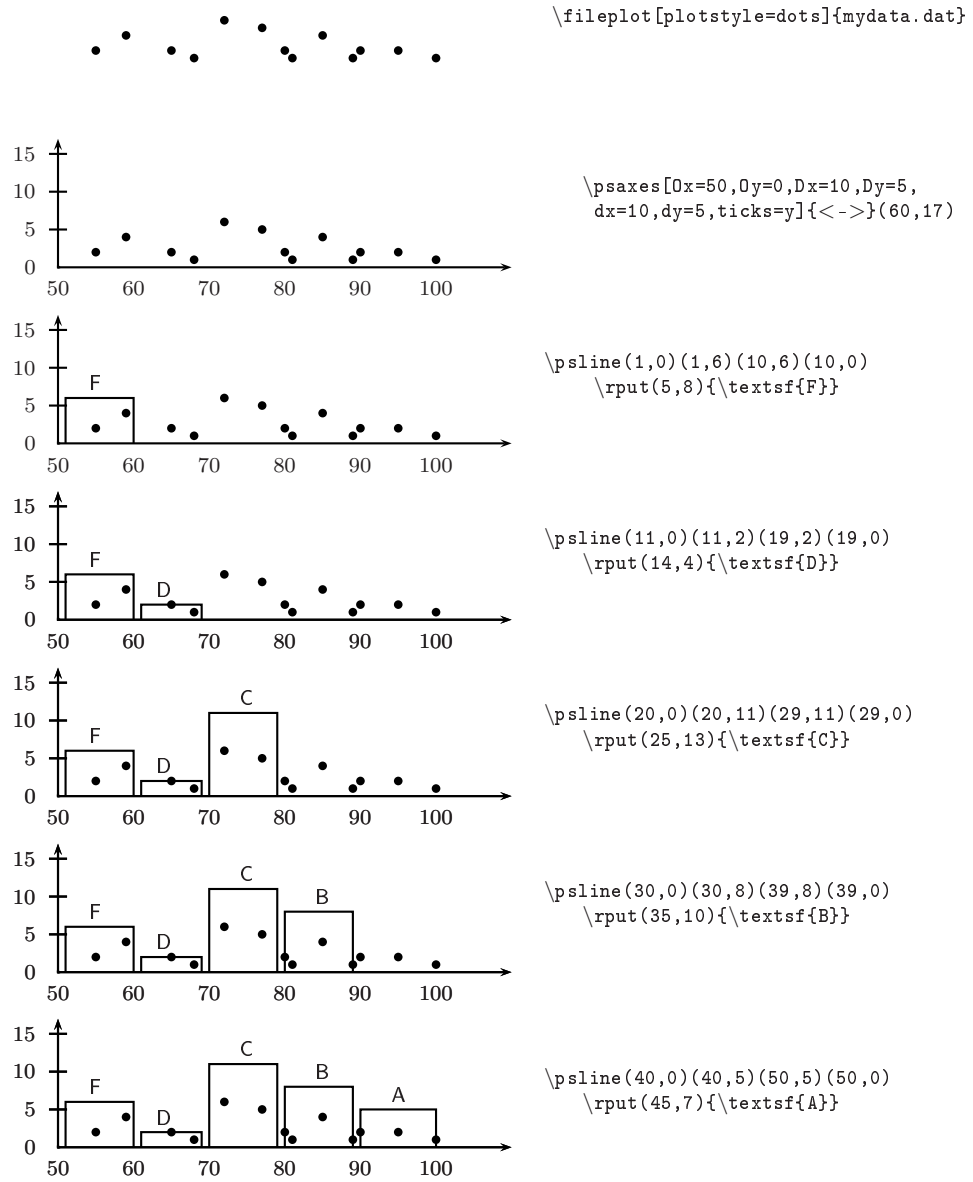 \fileplot[plotstyle=dots]{mydata.dat}
15
10
5
0
50 60 70 80 90 100
\psaxes[Ox=50,Oy=0,Dx=10,Dy=5,
dx=10,dy=5,ticks=y]{<->}(60,17)
15
10
F
5
0
50 60 70 80 90 100
\psline(1,0)(1,6)(10,6)(10,0)
\rput(5,8){\textsf{F}}
15
10
F
5
D
0
50 60 70 80 90 100
\psline(11,0)(11,2)(19,2)(19,0)
\rput(14,4){\textsf{D}}
15
C
10
F
5
D
0
50 60 70 80 90 100
\psline(20,0)(20,11)(29,11)(29,0)
\rput(25,13){\textsf{C}}
15
C
10
B
F
5
D
0
50 60 70 80 90 100
\psline(30,0)(30,8)(39,8)(39,0)
\rput(35,10){\textsf{B}}
15
C
10
B
F
A
5
D
0
50 60 70 80 90 100
\psline(40,0)(40,5)(50,5)(50,0)
\rput(45,7){\textsf{A}}